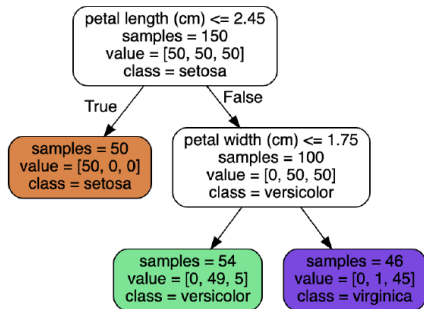 petal length (cm) <= 2.45
samples = 150
value = [50, 50, 50]
class = setosa
True
False
samples = 50
value = [50, 0, 0]
class = setosa
petal width (cm) <= 1.75
samples = 100
value = [0, 50, 50]
class = versicolor
samples = 54
value = [0, 49, 5]
class = versicolor
samples = 46
value = [0, 1, 45]
class = virginica